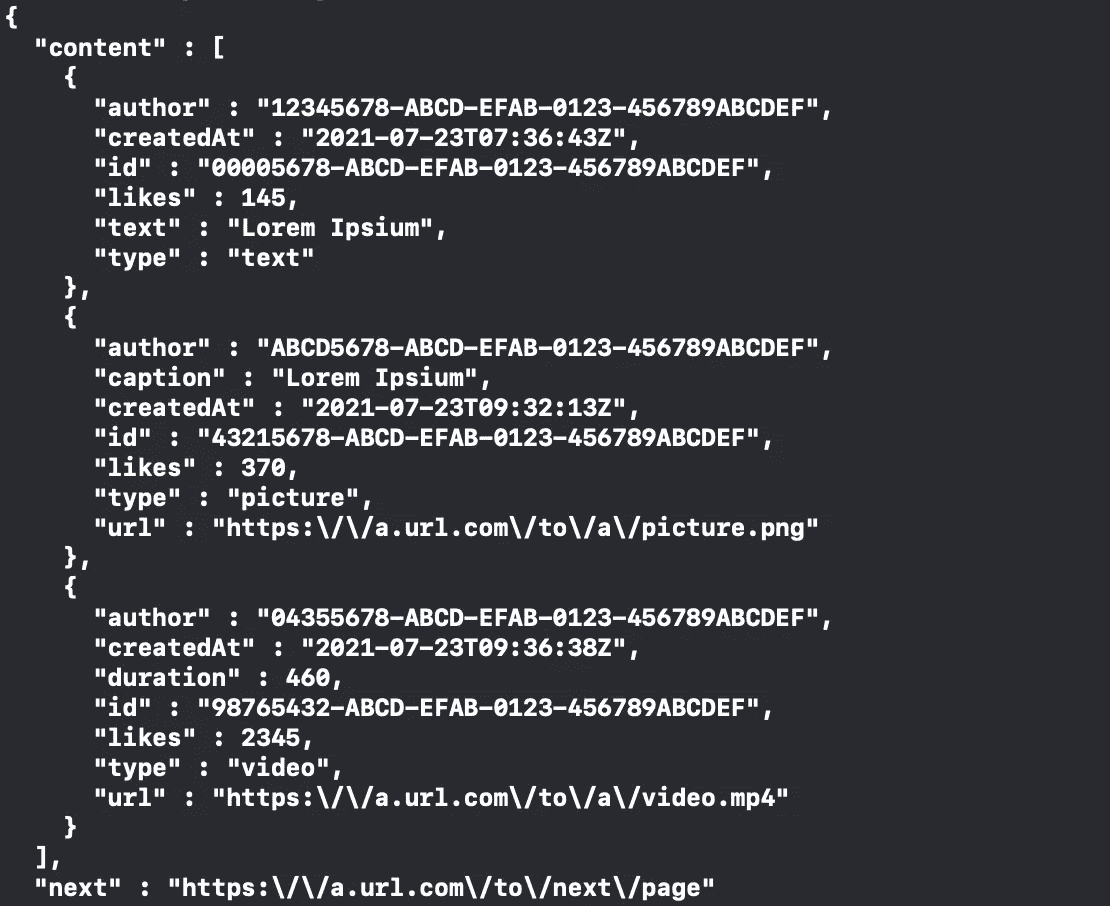 {
  "content" : [
    {
      "author" : "12345678-ABCD-EFAB-0123-456789ABCDEF",
      "createdAt" : "2021-07-23T07:36:43Z",
      "id" : "00005678-ABCD-EFAB-0123-456789ABCDEF",
      "likes" : 145,
      "text" : "Lorem Ipsium",
      "type" : "text"
    },
    {
      "author" : "ABCD5678-ABCD-EFAB-0123-456789ABCDEF",
      "caption" : "Lorem Ipsium",
      "createdAt" : "2021-07-23T09:32:13Z",
      "id" : "43215678-ABCD-EFAB-0123-456789ABCDEF",
      "likes" : 370,
      "type" : "picture",
      "url" : "https:\/\/a.url.com\/to\/a\/picture.png"
    },
    {
      "author" : "04355678-ABCD-EFAB-0123-456789ABCDEF",
      "createdAt" : "2021-07-23T09:36:38Z",
      "duration" : 460,
      "id" : "98765432-ABCD-EFAB-0123-456789ABCDEF",
      "likes" : 2345,
      "type" : "video",
      "url" : "https:\/\/a.url.com\/to\/a\/video.mp4"
    }
  ],
  "next" : "https:\/\/a.url.com\/to\/next\/page"